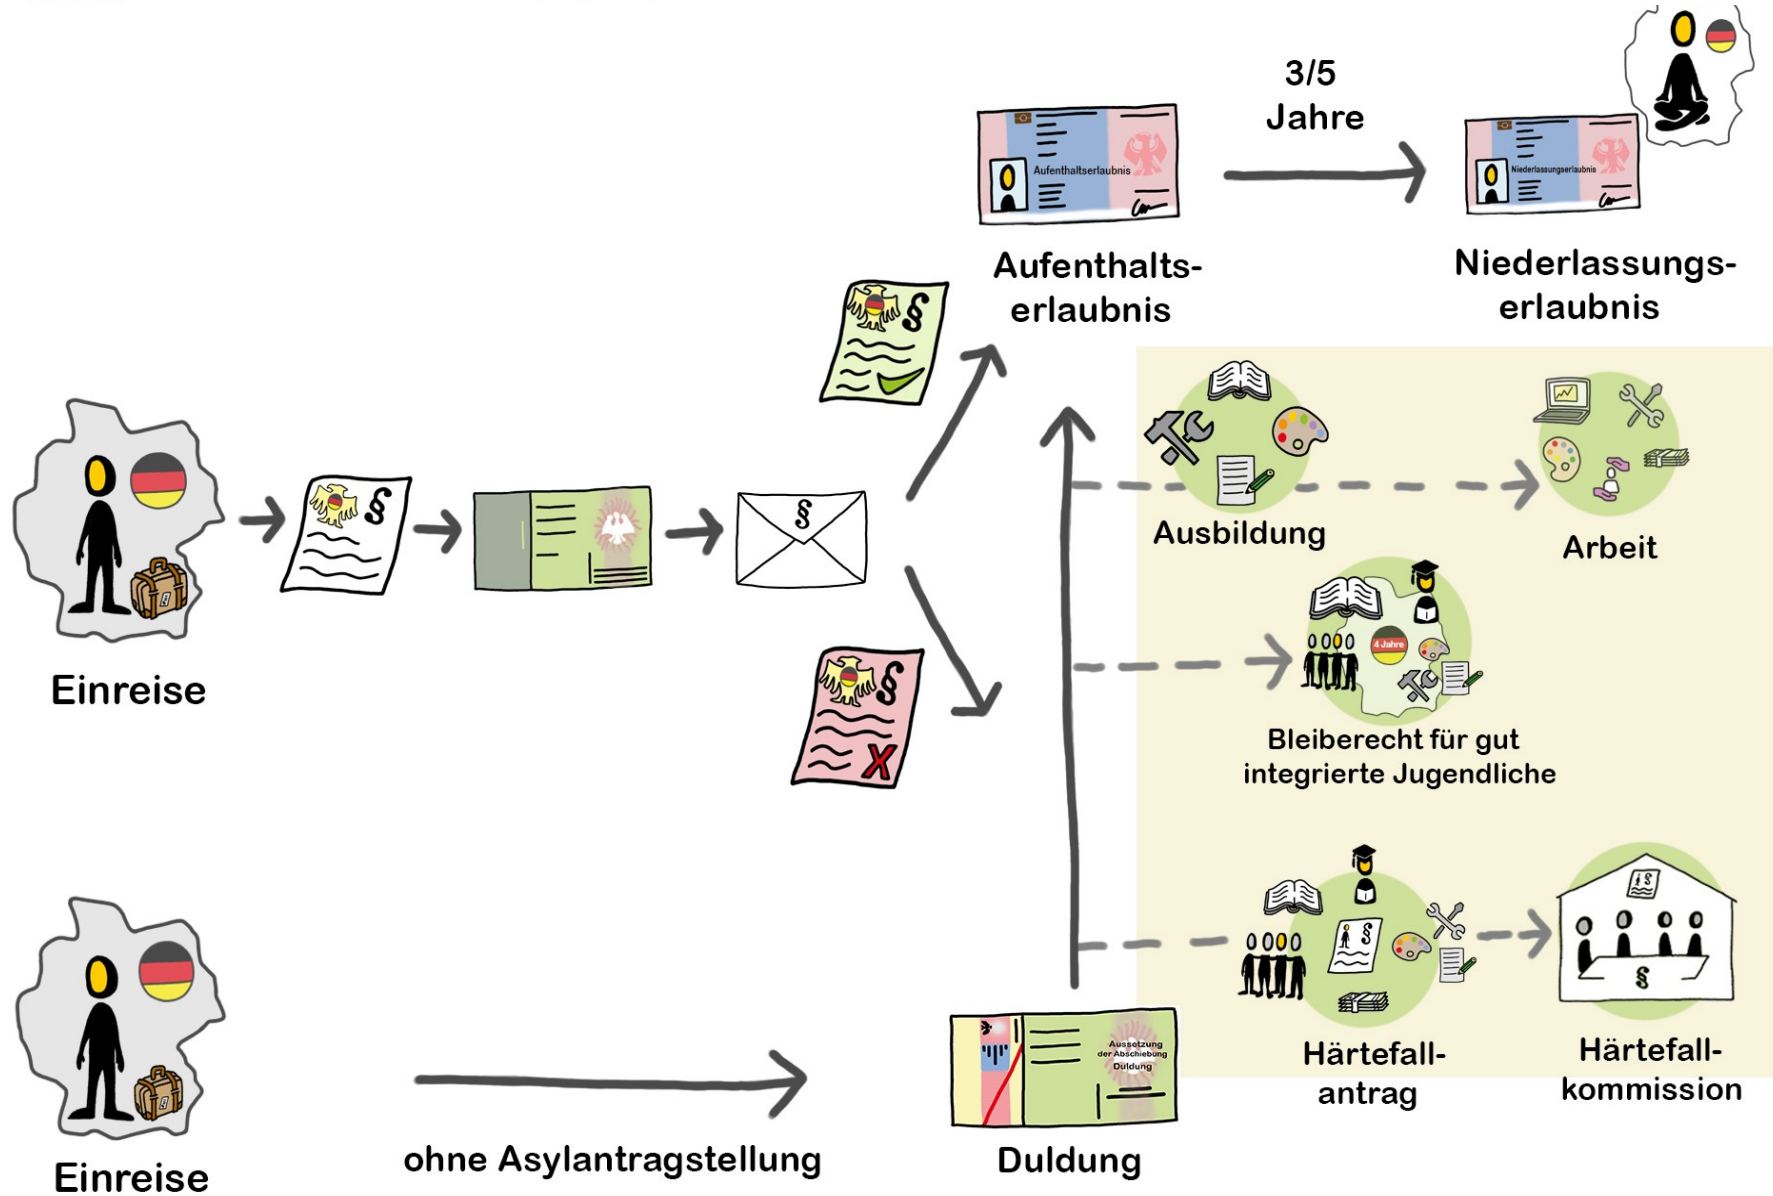 3/5
Jahre
Aufenthaltserlaubnis
Niederlassungserlaubnis
Aufenthalts-
erlaubnis
Niederlassungs-
erlaubnis
§
§
§
Einreise
§
Ausbildung
Arbeit
4 Jahre
Bleiberecht für gut
integrierte Jugendliche
§
§
§
Härtefall-
antrag
Härtefall-
kommission
Aussetzung
der Abschiebung
Duldung
Einreise
ohne Asylantragstellung
Duldung